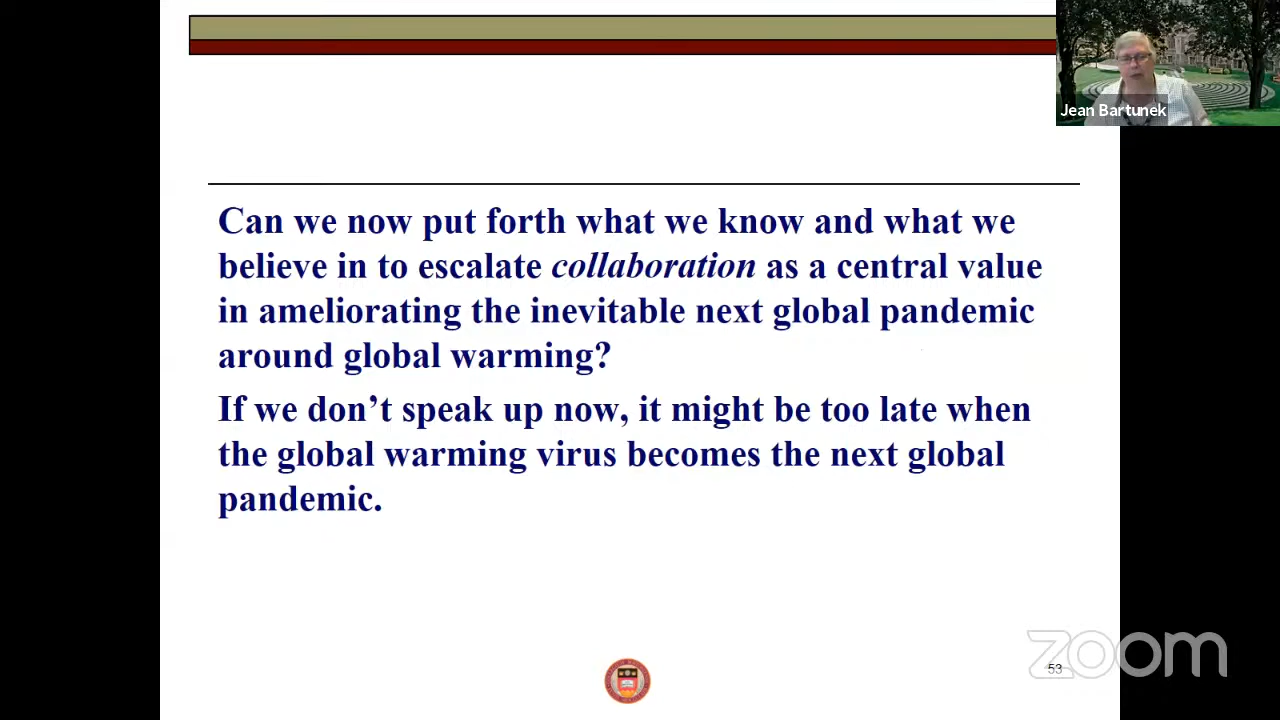 Jean Bartunek
Can we now put forth what we know and what we
believe in to escalate collaboration as a central value
in ameliorating the inevitable next global pandemic
around global warming?
If we don’t speak up now, it might be too late when
the global warming virus becomes the next global
pandemic.
zoom
53